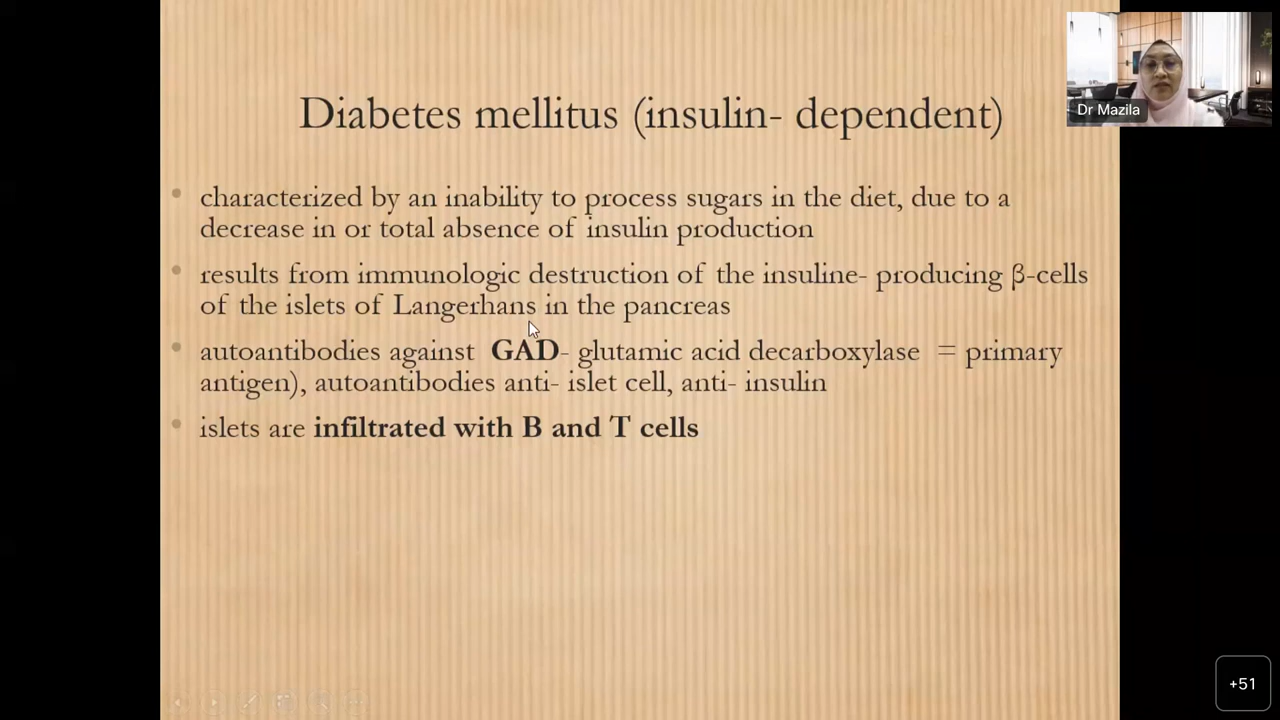 Diabetes mellitus (insulin- dependent)
characterized by an inability to process sugars in the diet, due to a
decrease in or total absence of insulin production
results from immunologic destruction of the insuline- producing β-cells
of the islets of Langerhans in the pancreas
autoantibodies against GAD- glutamic acid decarboxylase = primary
antigen), autoantibodies anti- islet cell, anti- insulin
islets are infiltrated with B and T cells
Dr Mazila
+51